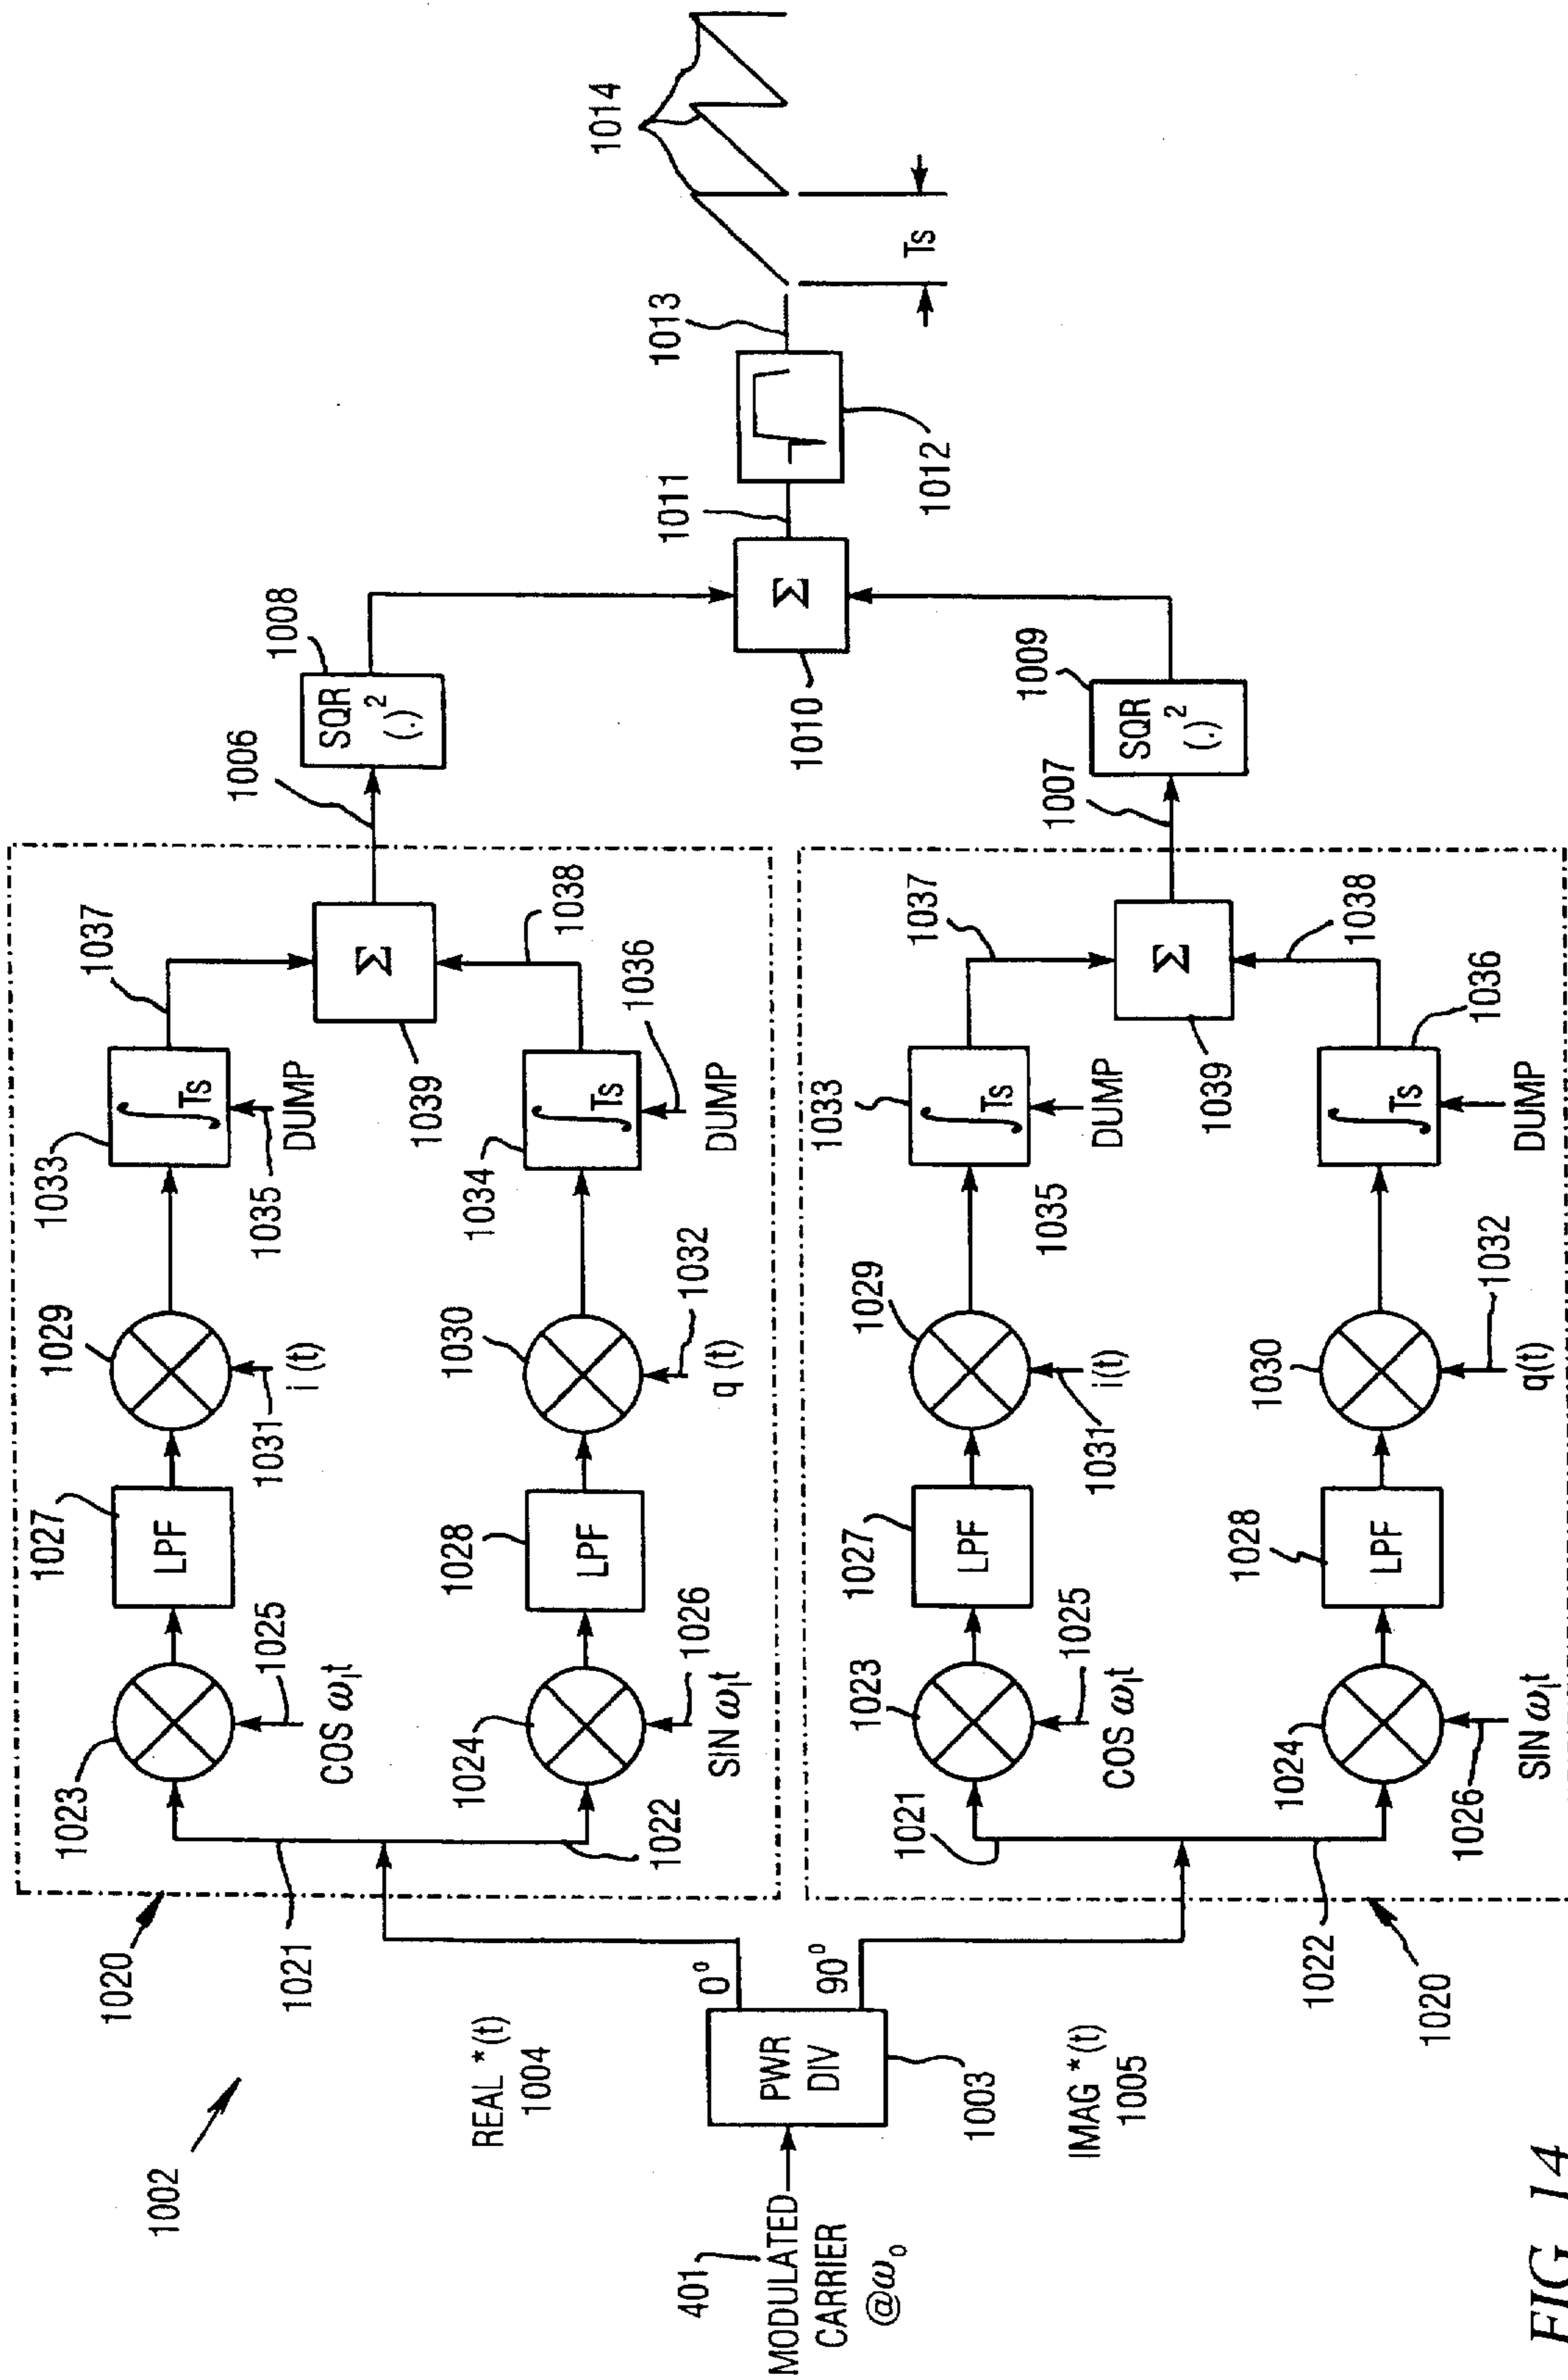 1002
401
MODULATED
CARRIER
@ω₀
PWR
DIV
1003
0°
90°
REAL *(t)
1004
IMAG *(t)
1005
1020
1021
1022
1023
COS ω₁t
1025
1024
SIN ω₁t
1026
1027
LPF
1028
LPF
1029
i (t)
1031
1030
q (t)
1032
1033
∫Ts
1035
DUMP
1034
∫Ts
1036
DUMP
1037
1038
Σ
1039
1006
SQR
(.)²
1008
1020
1021
1022
1023
COS ω₁t
1025
1024
SIN ω₁t
1026
1027
LPF
1028
LPF
1029
i(t)
1031
1030
q(t)
1032
1033
∫Ts
1035
DUMP
∫Ts
1036
DUMP
1037
1038
Σ
1039
1007
SQR
(.)²
1009
Σ
1010
1011
1012
1013
1014
Ts
FIG. 14